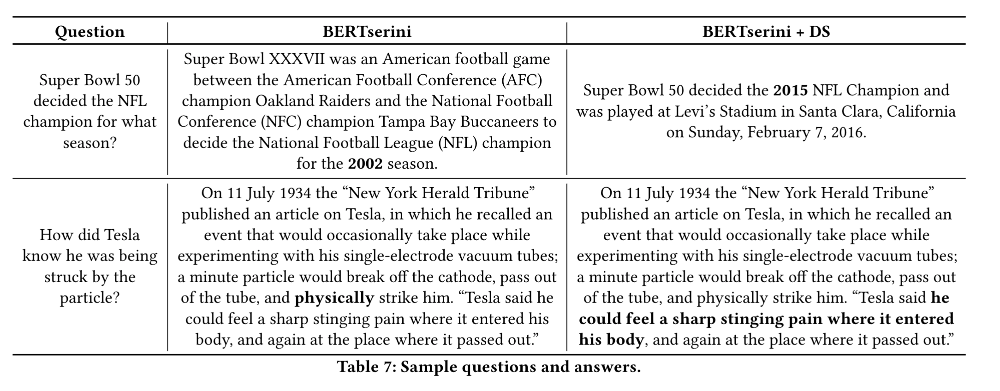 Question
BERTserini
BERTserini + DS
Super Bowl 50
decided the NFL
champion for what
season?
Super Bowl XXXVII was an American football game
between the American Football Conference (AFC)
champion Oakland Raiders and the National Football
Conference (NFC) champion Tampa Bay Buccaneers to
decide the National Football League (NFL) champion
for the 2002 season.
Super Bowl 50 decided the 2015 NFL Champion and
was played at Levi’s Stadium in Santa Clara, California
on Sunday, February 7, 2016.
How did Tesla
know he was being
struck by the
particle?
On 11 July 1934 the “New York Herald Tribune”
published an article on Tesla, in which he recalled an
event that would occasionally take place while
experimenting with his single-electrode vacuum tubes;
a minute particle would break off the cathode, pass out
of the tube, and physically strike him. “Tesla said he
could feel a sharp stinging pain where it entered his
body, and again at the place where it passed out.”
On 11 July 1934 the “New York Herald Tribune”
published an article on Tesla, in which he recalled an
event that would occasionally take place while
experimenting with his single-electrode vacuum tubes;
a minute particle would break off the cathode, pass out
of the tube, and physically strike him. “Tesla said he
could feel a sharp stinging pain where it entered
his body, and again at the place where it passed out.”
Table 7: Sample questions and answers.